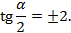 tg α/2 = ±2.